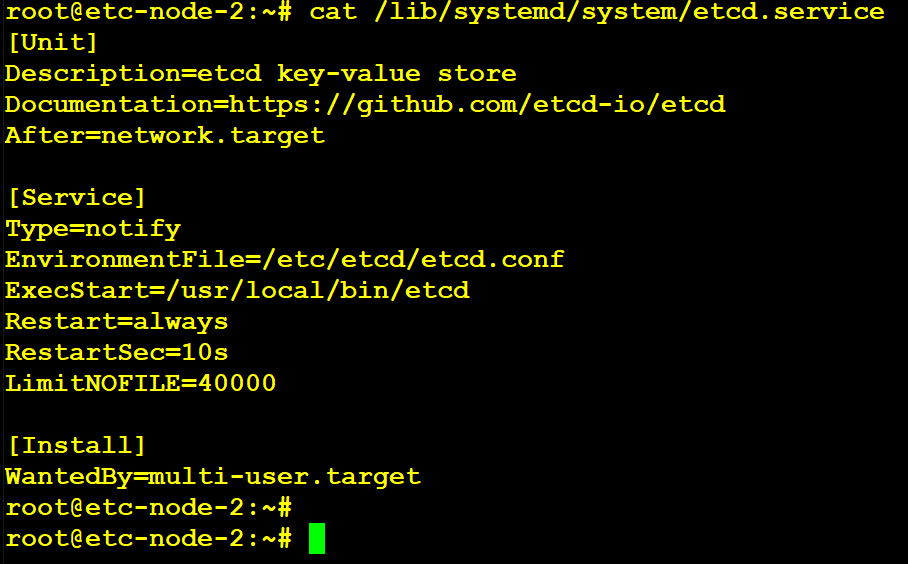 root@etc-node-2:~# cat /lib/systemd/system/etcd.service
[Unit]
Description=etcd key-value store
Documentation=https://github.com/etcd-io/etcd
After=network.target
[Service]
Type=notify
EnvironmentFile=/etc/etcd/etcd.conf
ExecStart=/usr/local/bin/etcd
Restart=always
RestartSec=10s
LimitNOFILE=40000
[Install]
WantedBy=multi-user.target
root@etc-node-2:~#
root@etc-node-2:~#